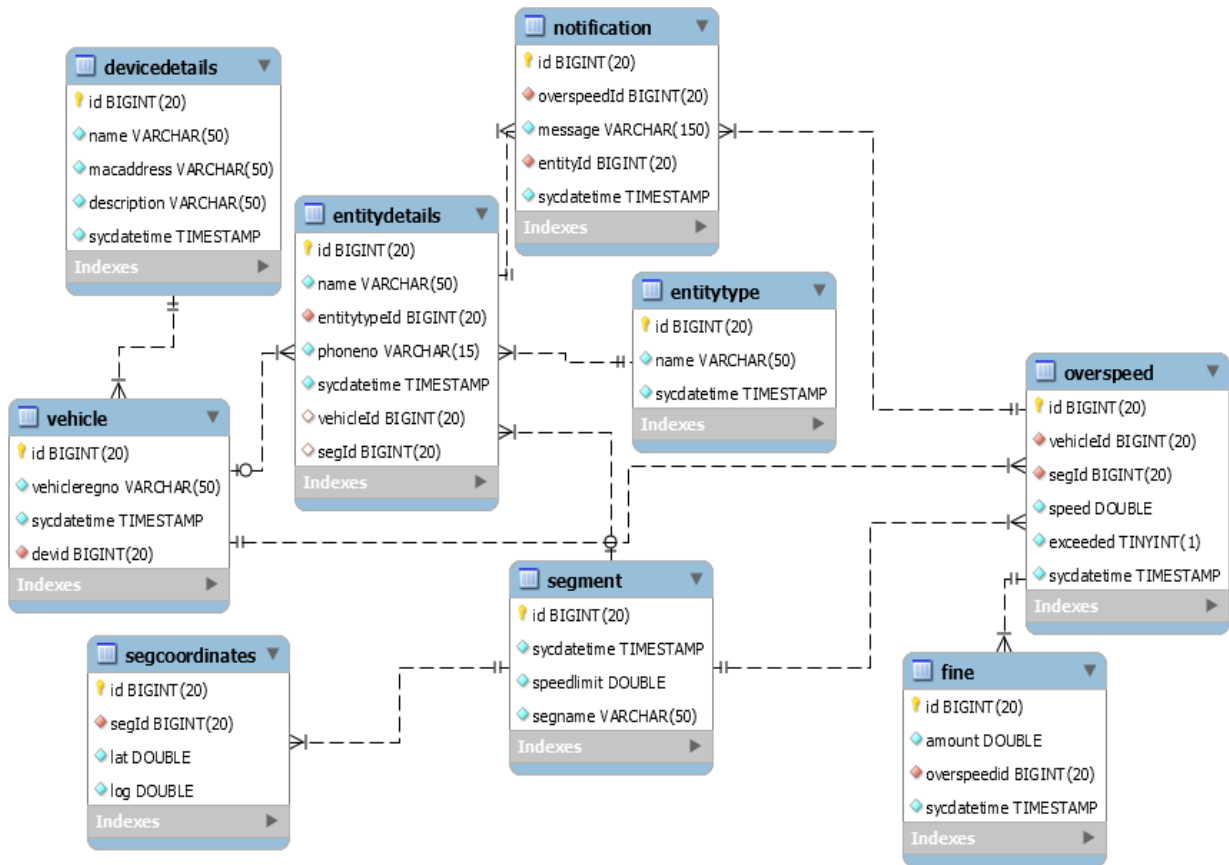 devicedetails
id BIGINT(20)
name VARCHAR(50)
macaddress VARCHAR(50)
description VARCHAR(50)
sycdatetime TIMESTAMP
Indexes
notification
id BIGINT(20)
overspeedId BIGINT(20)
message VARCHAR(150)
entityId BIGINT(20)
sycdatetime TIMESTAMP
Indexes
entitydetails
id BIGINT(20)
name VARCHAR(50)
entitytypeId BIGINT(20)
phoneno VARCHAR(15)
sycdatetime TIMESTAMP
vehicleId BIGINT(20)
segId BIGINT(20)
Indexes
entitytype
id BIGINT(20)
name VARCHAR(50)
sycdatetime TIMESTAMP
Indexes
overspeed
id BIGINT(20)
vehicleId BIGINT(20)
segId BIGINT(20)
speed DOUBLE
exceeded TINYINT(1)
sycdatetime TIMESTAMP
Indexes
vehicle
id BIGINT(20)
vehicleregno VARCHAR(50)
sycdatetime TIMESTAMP
devid BIGINT(20)
Indexes
segment
id BIGINT(20)
sycdatetime TIMESTAMP
speedlimit DOUBLE
segname VARCHAR(50)
Indexes
segcoordinates
id BIGINT(20)
segId BIGINT(20)
lat DOUBLE
log DOUBLE
Indexes
fine
id BIGINT(20)
amount DOUBLE
overspeedid BIGINT(20)
sycdatetime TIMESTAMP
Indexes